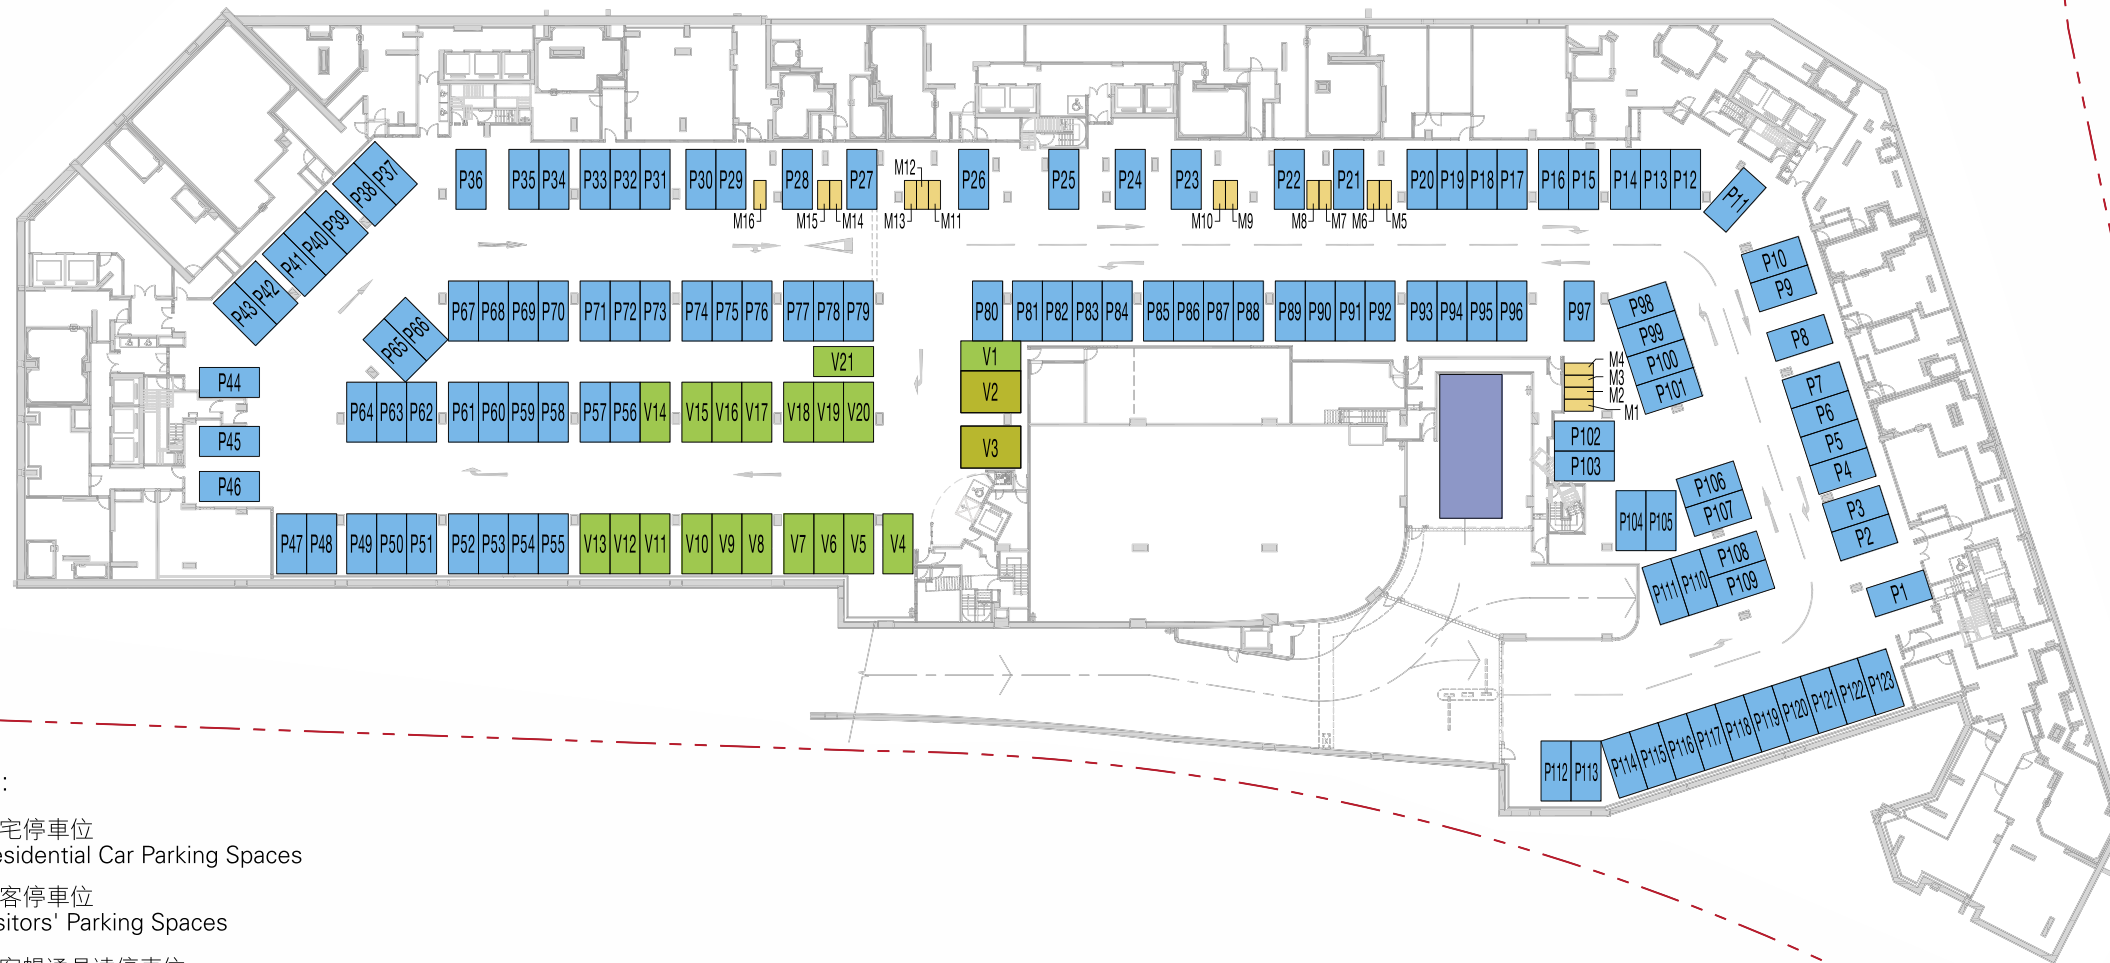 P37
P38
P39
P40
P41
P42
P43
P36
P35 P34
P33 P32 P31
P30 P29
M16
P28
M15 M14
P27
M12
M13 M11
P26
P25
P24
P23
M10 M9
P22
M8 M7
P21
M6 M5
P20 P19 P18 P17
P16 P15
P14 P13 P12
P11
P10
P9
P8
P7
P6
P5
P4
P3
P2
P1
P65 P66
P67 P68 P69 P70
P71 P72 P73
P74 P75 P76
P77 P78 P79
V21
P80
P81 P82 P83 P84
P85 P86 P87 P88
P89 P90 P91 P92
P93 P94 P95 P96
P97
P98
P99
P100
P101
V1
V2
V3
M4
M3
M2
M1
P102
P103
P44
P45
P46
P64 P63 P62
P61 P60 P59 P58
P57 P56 V14
V15 V16 V17
V18 V19 V20
P47 P48
P49 P50 P51
P52 P53 P54 P55
V13 V12 V11
V10 V9 V8
V7 V6 V5
V4
P104 P105
P106
P107
P108
P109
P111 P110
P112 P113
P114 P115 P116 P117 P118 P119 P120 P121 P122 P123
:
宅停車位
esidential Car Parking Spaces
客停車位
sitors' Parking Spaces